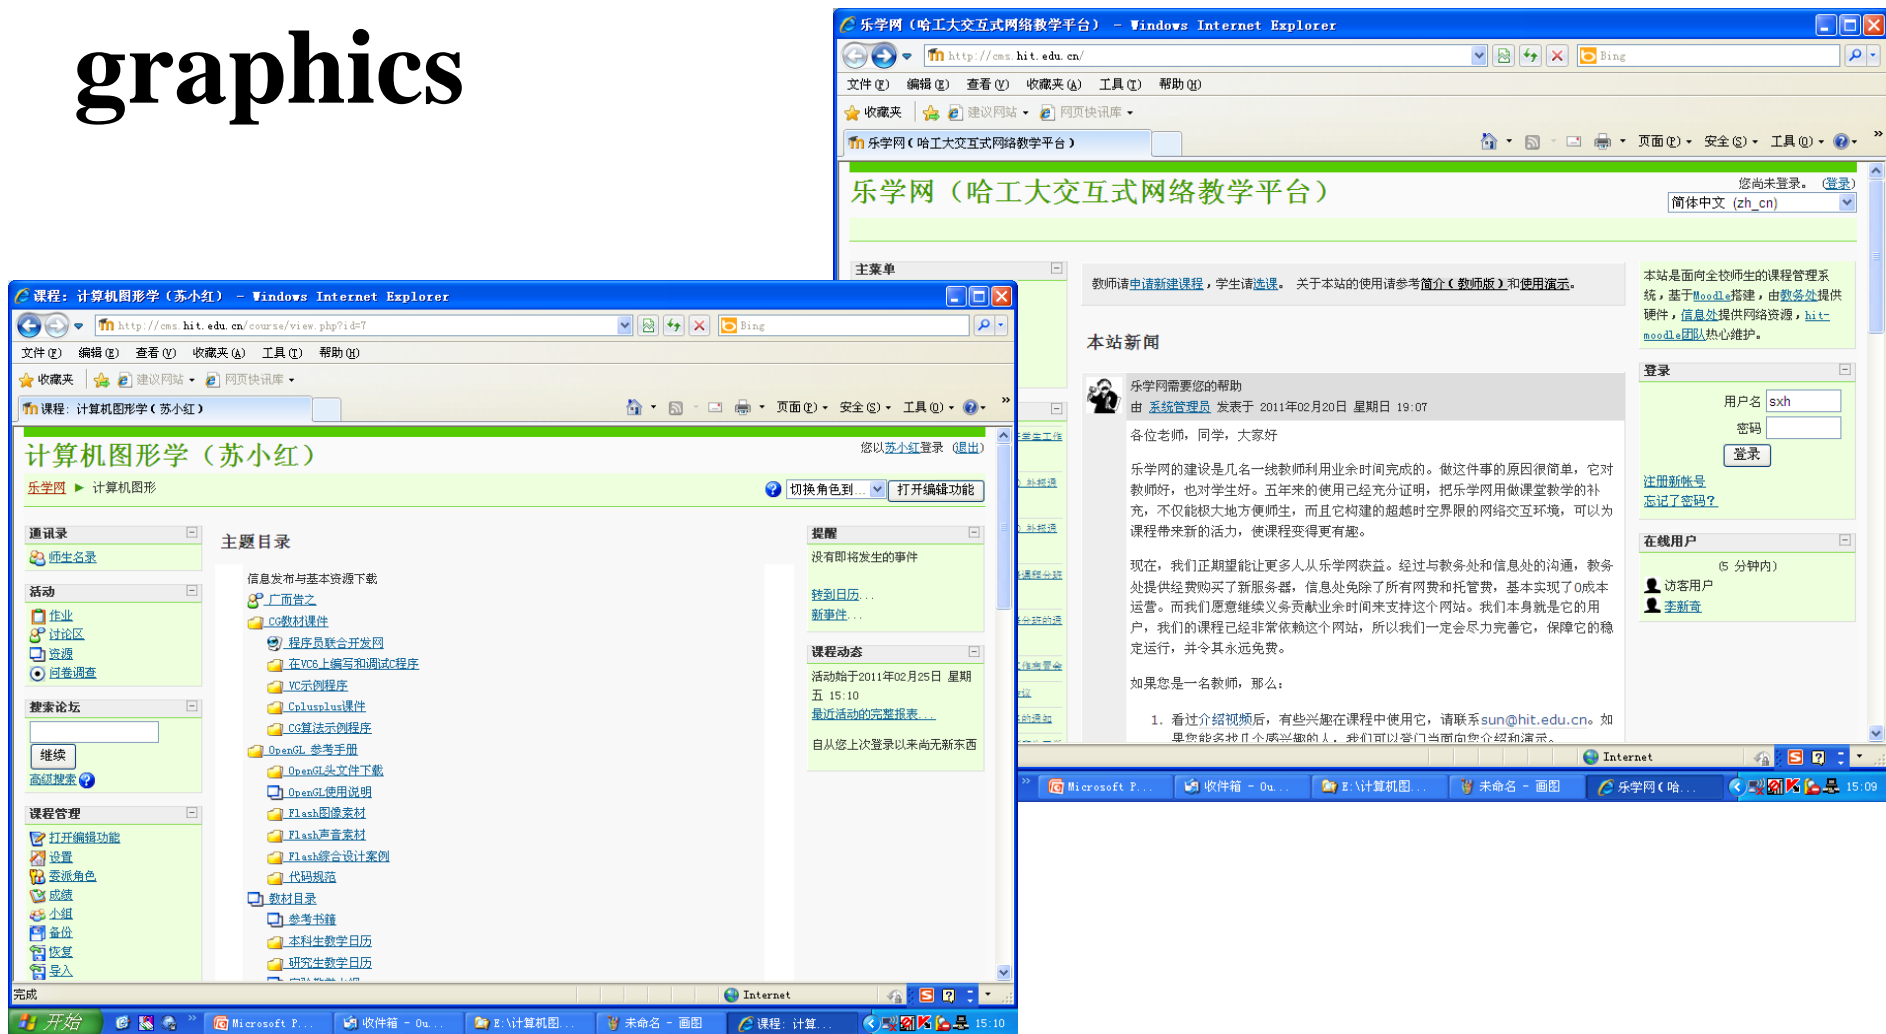 graphics
乐学网（哈工大交互式网络教学平台） - Windows Internet Explorer
http://cms.hit.edu.cn/
Bing
文件(F) 编辑(E) 查看(V) 收藏夹(A) 工具(T) 帮助(H)
收藏夹 建议网站 网页快讯库
乐学网（哈工大交互式网络教学平台）
页面(P) 安全(S) 工具(O)
乐学网（哈工大交互式网络教学平台）
您尚未登录。 (登录)
简体中文 (zh_cn)
主菜单
教师请申请新建课程，学生请选课。 关于本站的使用请参考简介（教师版）和使用演示。
本站新闻
乐学网需要您的帮助
由 系统管理员 发表于 2011年02月20日 星期日 19:07
各位老师，同学，大家好
乐学网的建设是几名一线教师利用业余时间完成的。做这件事的原因很简单，它对
教师好，也对学生好。五年来的使用已经充分证明，把乐学网用做课堂教学的补
充，不仅能极大地方便师生，而且它构建的超越时空界限的网络交互环境，可以为
课程带来新的活力，使课程变得更有趣。
现在，我们正期望能让更多人从乐学网获益。经过与教务处和信息处的沟通，教务
处提供经费购买了新服务器，信息处免除了所有网费和托管费，基本实现了0成本
运营。而我们愿意继续义务贡献业余时间来支持这个网站。我们本身就是它的用
户，我们的课程已经非常依赖这个网站，所以我们一定会尽力完善它，保障它的稳
定运行，并令其永远免费。
如果您是一名教师，那么：
1. 看过介绍视频后，有些兴趣在课程中使用它，请联系sun@hit.edu.cn。如
果您能多找几个感兴趣的人，我们可以登门当面向您介绍和演示。
本站是面向全校师生的课程管理系
统，基于Moodle搭建，由教务处提供
硬件，信息处提供网络资源，hit-
moodle团队热心维护。
登录
用户名 sxh
密码
登录
注册新帐号
忘记了密码?
在线用户
(5 分钟内)
访客用户
李新奇
Internet
Microsoft P... 收件箱 - Ou... E:\计算机图... 未命名 - 画图 乐学网（哈... 15:09
课程: 计算机图形学（苏小红） - Windows Internet Explorer
http://cms.hit.edu.cn/course/view.php?id=7
Bing
文件(F) 编辑(E) 查看(V) 收藏夹(A) 工具(T) 帮助(H)
收藏夹 建议网站 网页快讯库
课程: 计算机图形学（苏小红）
页面(P) 安全(S) 工具(O)
计算机图形学（苏小红）
您以苏小红登录 (退出)
乐学网 ► 计算机图形
切换角色到... 打开编辑功能
通讯录
师生名录
活动
作业
讨论区
资源
问卷调查
搜索论坛
继续
高级搜索
课程管理
打开编辑功能
设置
委派角色
成绩
小组
备份
恢复
导入
主题目录
信息发布与基本资源下载
广而告之
CG教材课件
程序员联合开发网
在VC6上编写和调试C程序
VC示例程序
Cplusplus课件
CG算法示例程序
OpenGL 参考手册
OpenGL头文件下载
OpenGL使用说明
Flash图像素材
Flash声音素材
Flash综合设计案例
代码规范
教材目录
参考书籍
本科生教学日历
研究生教学日历
提醒
没有即将发生的事件
转到日历...
新事件...
课程动态
活动始于2011年02月25日 星期
五 15:10
最近活动的完整报表...
自从您上次登录以来尚无新东西
完成
Internet
开始 Microsoft P... 收件箱 - Ou... E:\计算机图... 未命名 - 画图 课程: 计算... 15:10